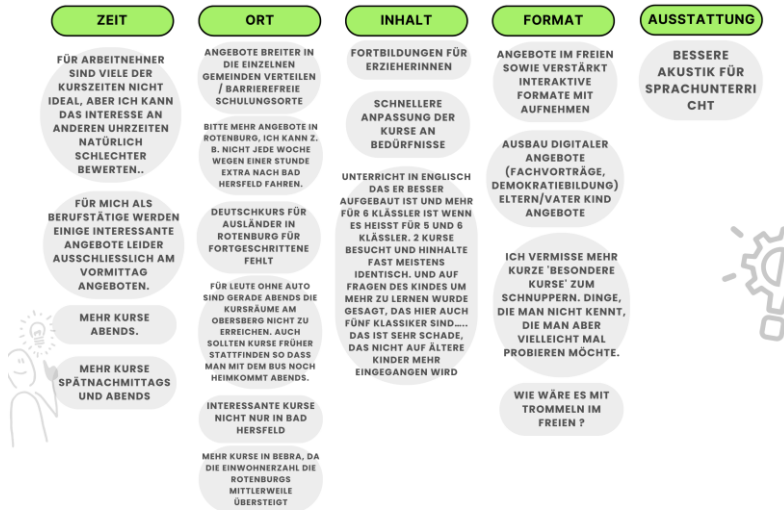 ZEIT
FÜR ARBEITNEHER
SIND VIELE DER
KURSZEITEN NICHT
IDEAL, ABER ICH KANN
DAS INTERESSE AN
ANDEREN UHRZEITEN
NATÜRLICH
SCHLECHTER
BEWERTEN..
FÜR MICH ALS
BERUFSTÄTIGE WERDEN
EINIGE INTERESSANTE
ANGEBOTE LEIDER
AUSSCHLIESSLICH AM
VORMITTAG
ANGEBOTEN.
MEHR KURSE
ABENDS.
MEHR KURSE
SPÄTNACHMITTAGS
UND ABENDS
ORT
ANGEBOTE BREITER IN
DIE EINZELNEN
GEMEINDEN VERTEILEN
/ BARRIEREFREIE
SCHULUNGSORTE
BITTE MEHR ANGEBOTE IN
ROTENBURG, ICH KANN Z.
B. NICHT JEDE WOCHE
WEGEN EINER STUNDE
EXTRA NACH BAD
HERSFELD FAHREN.
DEUTSCHKURS FÜR
AUSLÄNDER IN
ROTENBURG FÜR
FORTGESCHRITTENE
FEHLT
FÜR LEUTE OHNE AUTO
SIND GERADE ABENDS DIE
KURSRÄUME AM
OBERSBERG NICHT ZU
ERREICHEN. AUCH
SOLLTEN KURSE FRÜHER
STATTFINDEN SO DASS
MAN MIT DEM BUS NOCH
HEIMKOMMT ABENDS.
INTERESSANTE KURSE
NICHT NUR IN BAD
HERSFELD
MEHR KURSE IN BEBRA, DA
DIE EINWOHNERZAHL DIE
ROTENBURGS
MITTLERWEILE
ÜBERSTEIGT
INHALT
FORTBILDUNGEN FÜR
ERZIEHERINNEN
SCHNELLERE
ANPASSUNG DER
KURSE AN
BEDÜRFNISSE
UNTERRICHT IN ENGLISCH
DAS ER BESSER
AUFGEBAUT IST UND MEHR
FÜR 6 KLÄSSLER IST WENN
ES HEISST FÜR 5 UND 6
KLÄSSLER. 2 KURSE
BESUCHT UND HINHALTE
FAST MEISTENS
IDENTISCH. UND AUF
FRAGEN DES KINDES UM
MEHR ZU LERNEN WURDE
GESAGT, DAS HIER AUCH
FÜNF KLASSIKER SIND.....
DAS IST SEHR SCHADE,
DAS NICHT AUF ÄLTERE
KINDER MEHR
EINGEGANGEN WIRD
FORMAT
ANGEBOTE IM FREIEN
SOWIE VERSTÄRKT
INTERAKTIVE
FORMATE MIT
AUFNEHMEN
AUSBAU DIGITALER
ANGEBOTE
(FACHVORTRÄGE,
DEMOKRATIEBILDUNG)
ELTERN/VATER KIND
ANGEBOTE
ICH VERMISSE MEHR
KURZE 'BESONDERE
KURSE' ZUM
SCHNUPPERN. DINGE,
DIE MAN NICHT KENNT,
DIE MAN ABER
VIELLEICHT MAL
PROBIEREN MÖCHTE.
WIE WÄRE ES MIT
TROMMELN IM
FREIEN ?
AUSSTATTUNG
BESSERE
AKUSTIK FÜR
SPRACHUNTERRI
CHT